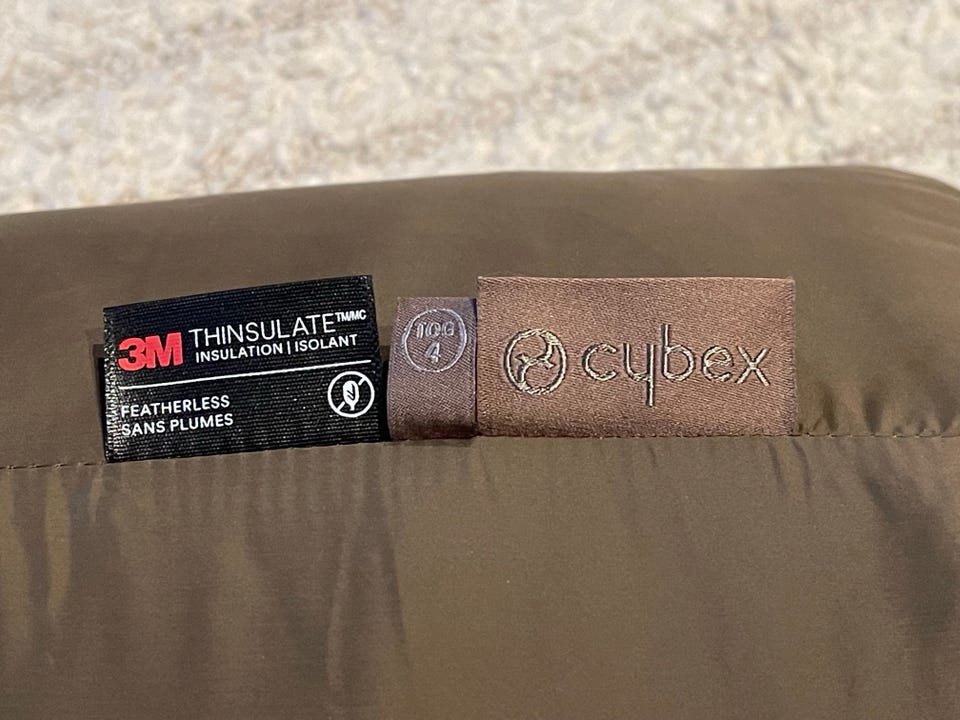 3M THINSULATE™/MC
INSULATION | ISOLANT
FEATHERLESS
SANS PLUMES
TOG
4
cybex